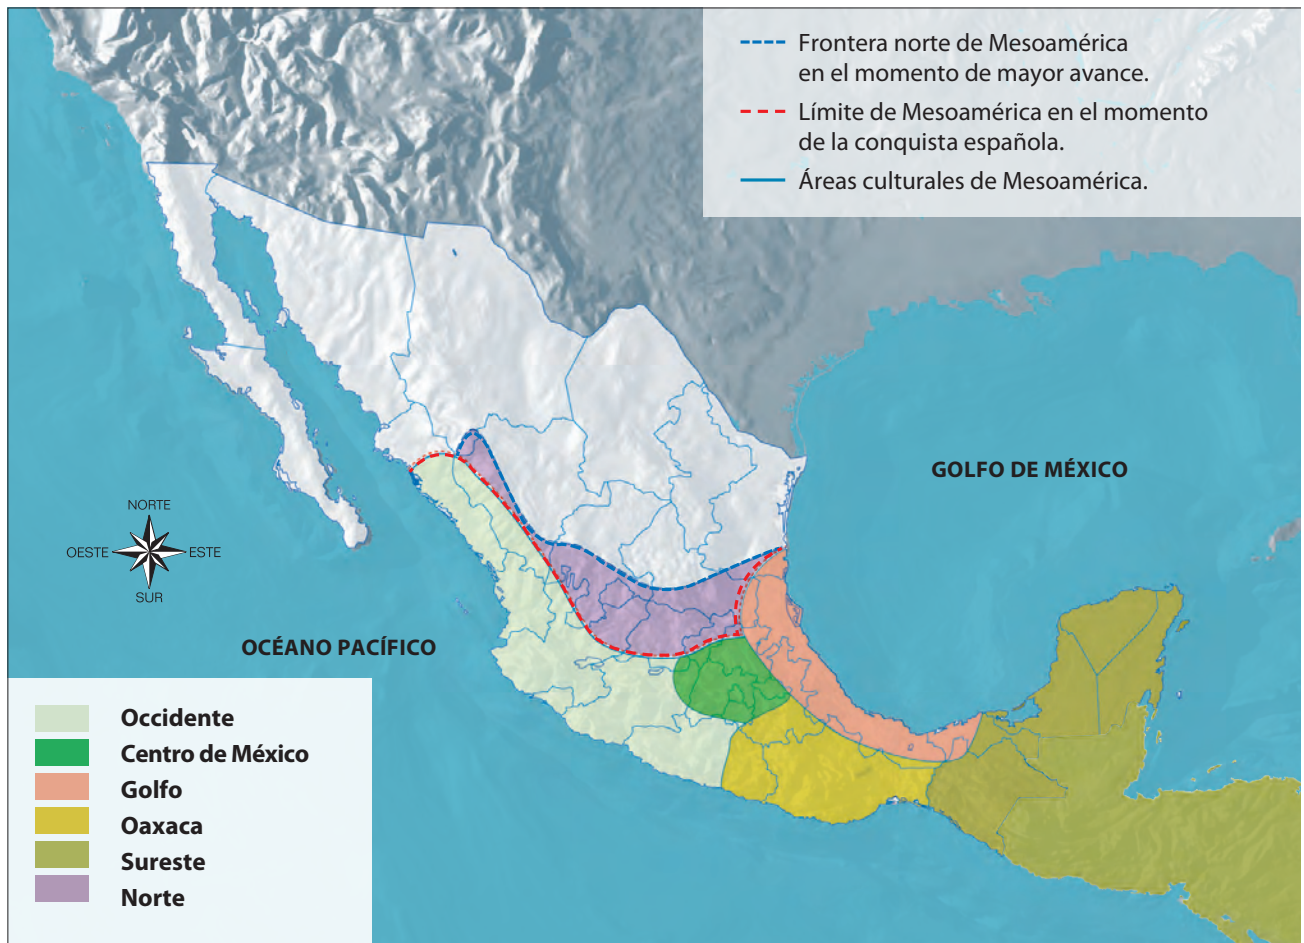 Frontera norte de Mesoamérica
en el momento de mayor avance.
Límite de Mesoamérica en el momento
de la conquista española.
Áreas culturales de Mesoamérica.
GOLFO DE MÉXICO
NORTE
OESTE
ESTE
SUR
OCÉANO PACÍFICO
Occidente
Centro de México
Golfo
Oaxaca
Sureste
Norte